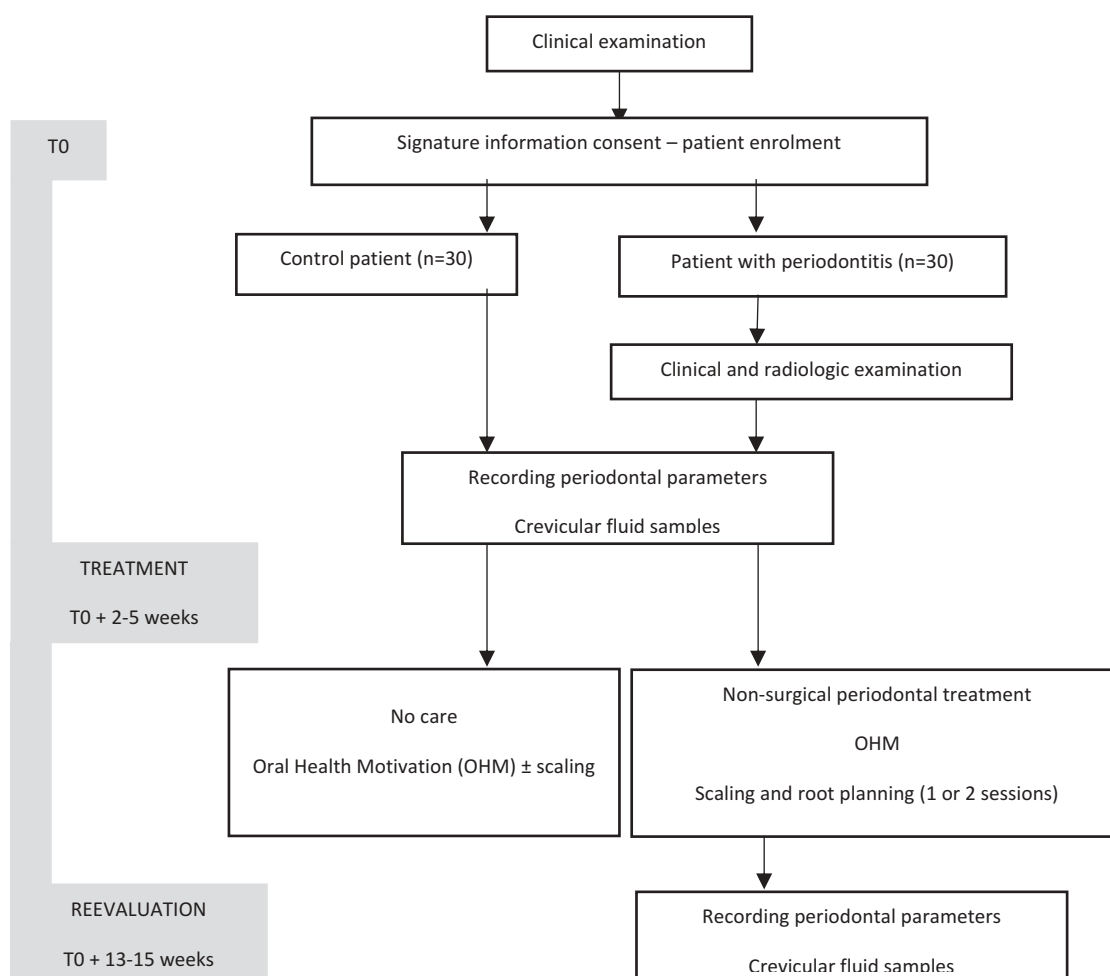 Clinical examination
T0
Signature information consent – patient enrolment
Control patient (n=30)
Patient with periodontitis (n=30)
Clinical and radiologic examination
Recording periodontal parameters
Crevicular fluid samples
TREATMENT
T0 + 2-5 weeks
No care
Oral Health Motivation (OHM) ± scaling
Non-surgical periodontal treatment
OHM
Scaling and root planning (1 or 2 sessions)
REEVALUATION
T0 + 13-15 weeks
Recording periodontal parameters
Crevicular fluid samples